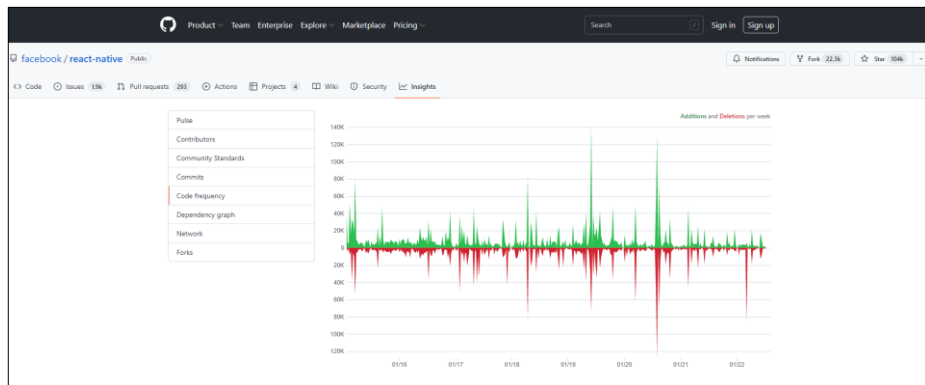 Product Team Enterprise Explore Marketplace Pricing Search / Sign in Sign up
facebook / react-native Public Notifications Fork 22.3k Star 104k
Code Issues 1.9k Pull requests 293 Actions Projects 4 Wiki Security Insights
Pulse
Contributors
Community Standards
Commits
Code frequency
Dependency graph
Network
Forks
Additions and Deletions per week
140K
120K
100K
80K
60K
40K
20K
0
20K
40K
60K
80K
100K
120K
01/16 01/17 01/18 01/19 01/20 01/21 01/22